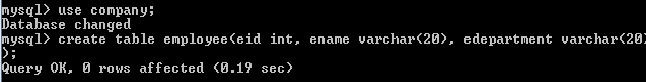 mysql> use company;
Database changed
mysql> create table employee(eid int, ename varchar(20), edepartment varchar(20)
);
Query OK, 0 rows affected (0.19 sec)